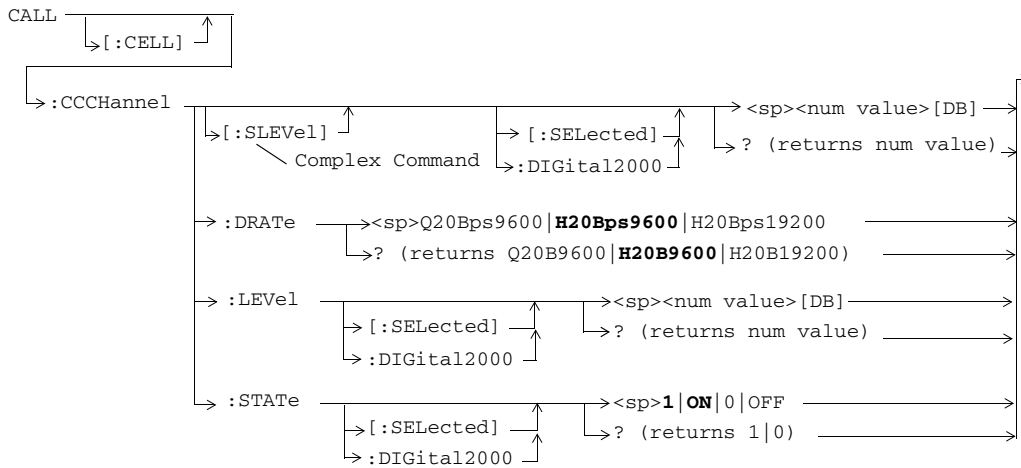 CALL
[:CELL]
:CCCHannel
[:SLEVel]
Complex Command
[:SELected]
:DIGital2000
<sp><num value>[DB]
? (returns num value)
:DRATe
<sp>Q20Bps9600|H20Bps9600|H20Bps19200
? (returns Q20B9600|H20B9600|H20B19200)
:LEVel
[:SELected]
:DIGital2000
<sp><num value>[DB]
? (returns num value)
:STATe
[:SELected]
:DIGital2000
<sp>1|ON|0|OFF
? (returns 1|0)